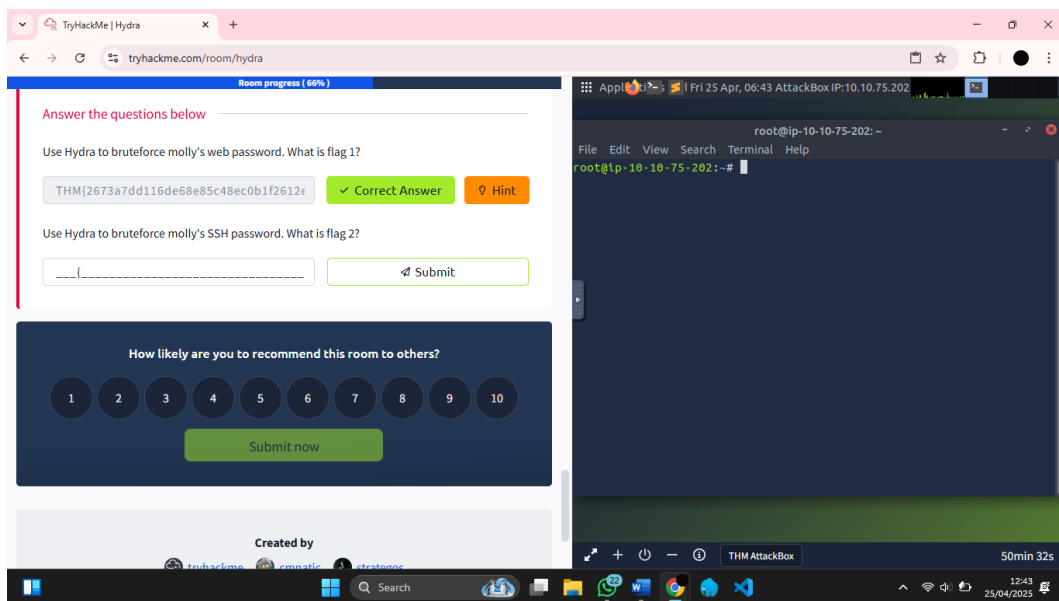 TryHackMe | Hydra
tryhackme.com/room/hydra
Room progress ( 66% )
Answer the questions below
Use Hydra to bruteforce molly's web password. What is flag 1?
THM{2673a7dd116de68e85c48ec0b1f2612e
Correct Answer
Hint
Use Hydra to bruteforce molly's SSH password. What is flag 2?
___{________________________________
Submit
How likely are you to recommend this room to others?
1 2 3 4 5 6 7 8 9 10
Submit now
Created by
tryhackme cmnatic strategos
Fri 25 Apr, 06:43 AttackBox IP:10.10.75.202
root@ip-10-10-75-202: ~
File Edit View Search Terminal Help
root@ip-10-10-75-202:~#
THM AttackBox
50min 32s
Search
22
12:43
25/04/2025